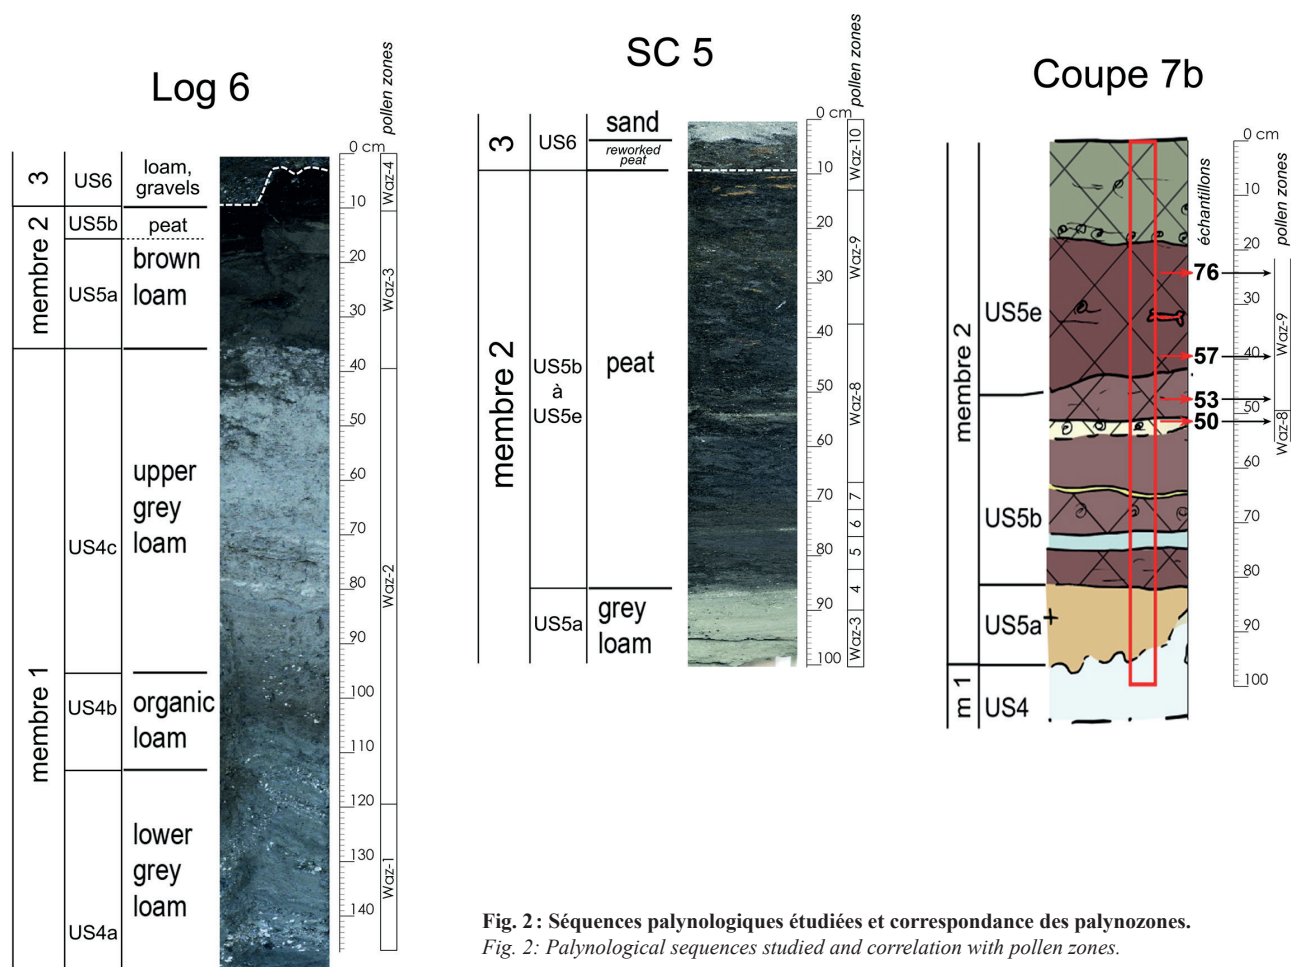 Log 6
pollen zones
0 cm
3
US6
loam,
gravels
Waz-4
10
membre 2
US5b
peat
US5a
brown
loam
20
Waz-3
30
40
membre 1
US4c
upper
grey
loam
50
60
70
80
Waz-2
90
US4b
organic
loam
100
110
US4a
lower
grey
loam
120
130
Waz-1
140
SC 5
pollen zones
0 cm
3
US6
sand
reworked
peat
Waz-10
10
membre 2
US5b
à
US5e
peat
20
Waz-9
30
40
50
Waz-8
60
70
7
6
80
5
4
90
US5a
grey
loam
Waz-3
100
Coupe 7b
0 cm
échantillons
pollen zones
10
20
membre 2
US5e
76
30
Waz-9
57
40
53
50
50
Waz-8
60
US5b
70
80
US5a
90
m 1
US4
100
Fig. 2 : Séquences palynologiques étudiées et correspondance des palynozones.
Fig. 2: Palynological sequences studied and correlation with pollen zones.